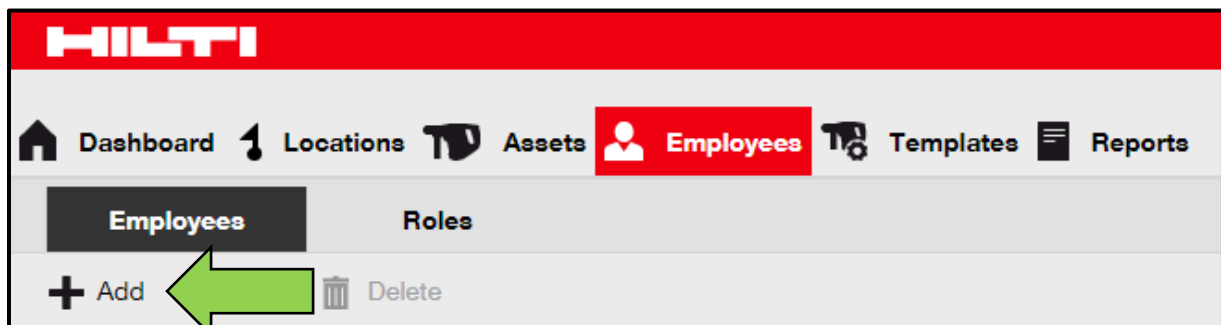 HILTI
Dashboard Locations Assets Employees Templates Reports
Employees Roles
Add Delete